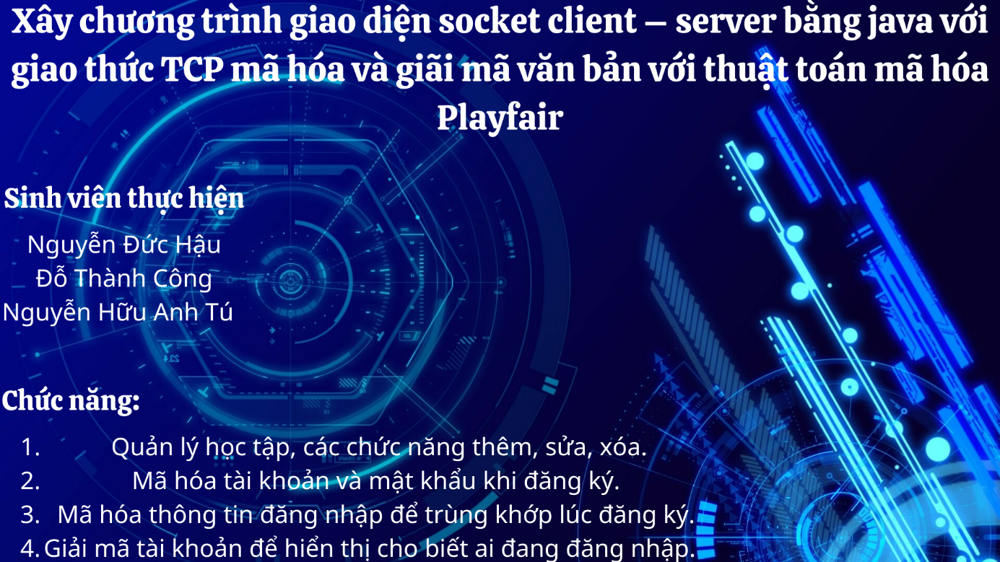 Xây chương trình giao diện socket client – server bằng java với
giao thức TCP mã hóa và giãi mã văn bản với thuật toán mã hóa
Playfair
Sinh viên thực hiện
Nguyễn Đức Hậu
Đỗ Thành Công
Nguyễn Hữu Anh Tú
Chức năng:
1. Quản lý học tập, các chức năng thêm, sửa, xóa.
2. Mã hóa tài khoản và mật khẩu khi đăng ký.
3. Mã hóa thông tin đăng nhập để trùng khớp lúc đăng ký.
4. Giải mã tài khoản để hiển thị cho biết ai đang đăng nhập.